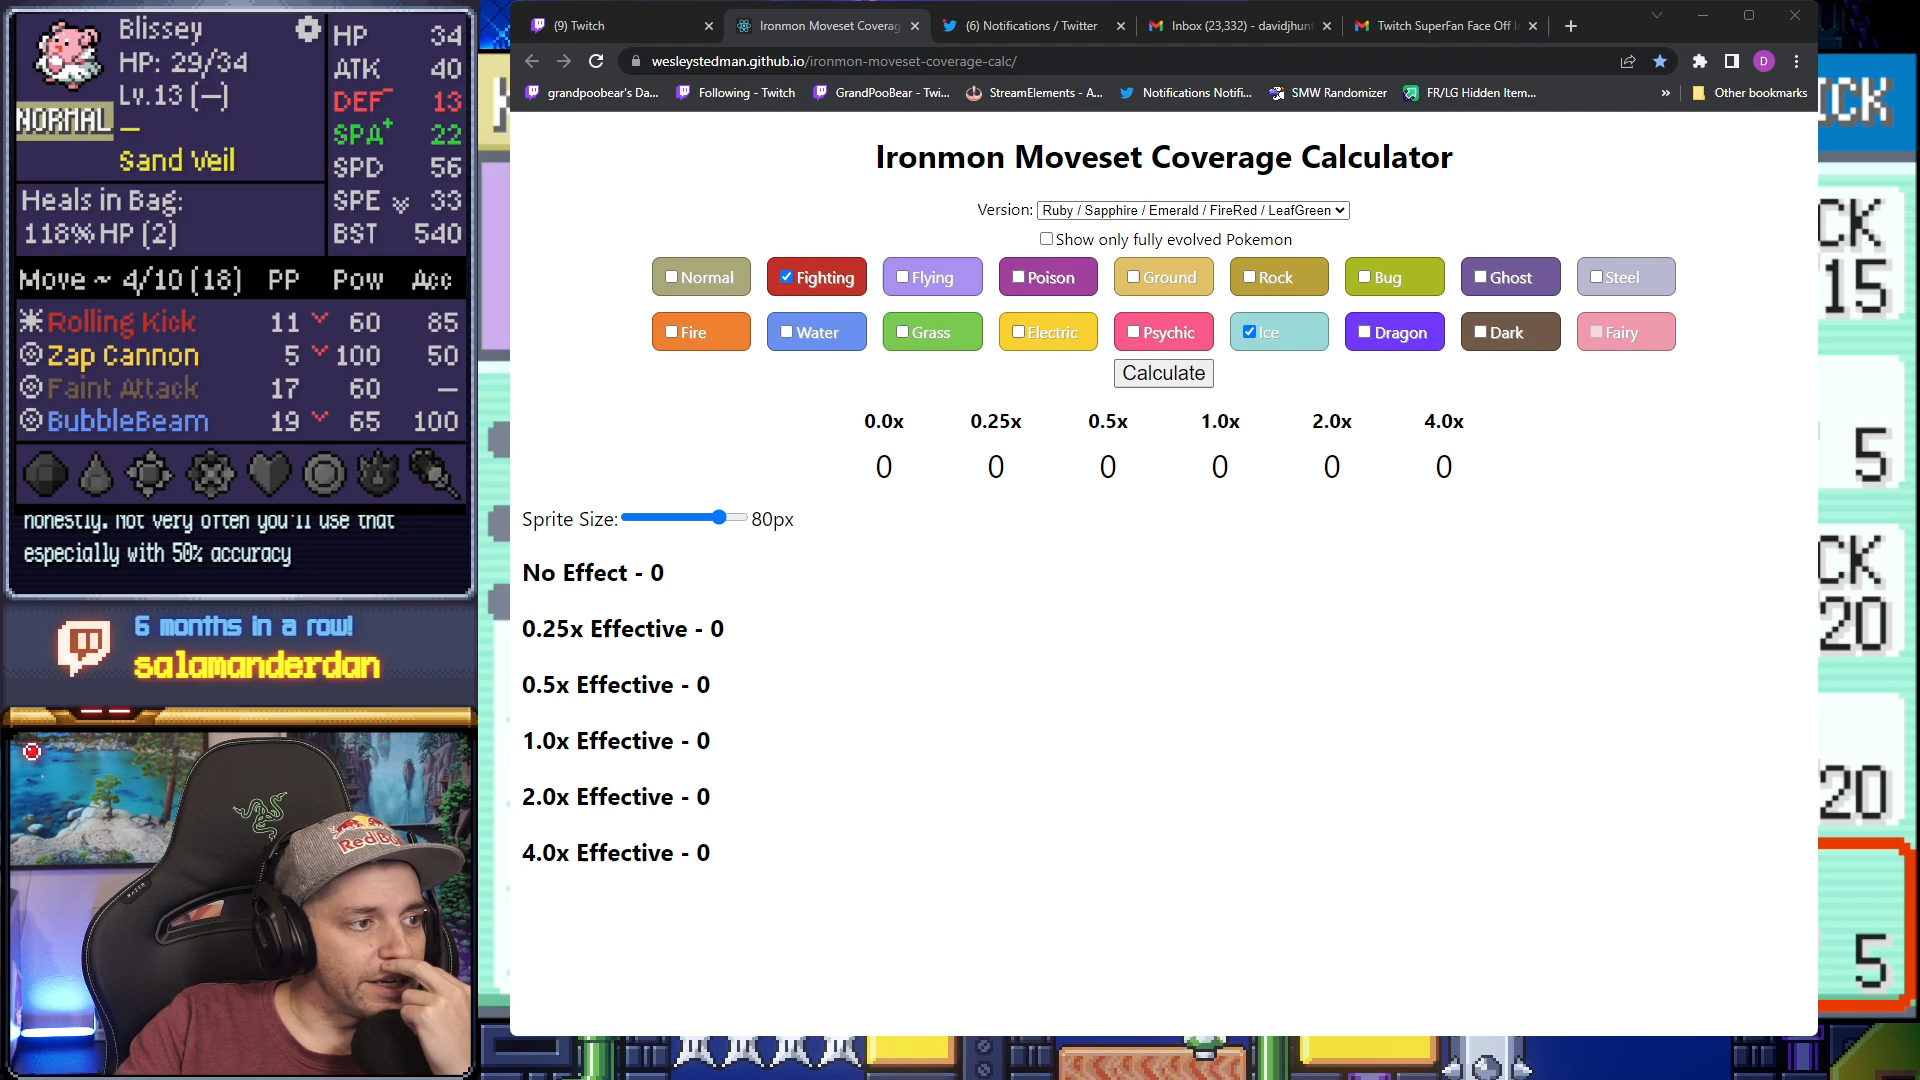 Blissey
HP: 29/34
Lv.13 (—)
NORMAL
—
Sand Veil
HP 34
ATK 40
DEF- 13
SPA+ 22
SPD 56
SPE 33
BST 540
Heals in Bag:
118% HP (2)
Move ~ 4/10 (18) PP Pow Acc
Rolling Kick 11 60 85
Zap Cannon 5 100 50
Faint Attack 17 60 —
BubbleBeam 19 65 100
honestly. Not very often you'll use that
especially with 50% accuracy
6 months in a row!
salamanderdan
RedBull
(9) Twitch
Ironmon Moveset Coverag
(6) Notifications / Twitter
Inbox (23,332) - davidjhun
Twitch SuperFan Face Off
wesleystedman.github.io/ironmon-moveset-coverage-calc/
D
grandpoobear's Da...
Following - Twitch
GrandPooBear - Twi...
StreamElements - A...
Notifications Notifi...
SMW Randomizer
FR/LG Hidden Item...
»
Other bookmarks
Ironmon Moveset Coverage Calculator
Version: Ruby / Sapphire / Emerald / FireRed / LeafGreen
Show only fully evolved Pokemon
Normal Fighting Flying Poison Ground Rock Bug Ghost Steel
Fire Water Grass Electric Psychic Ice Dragon Dark Fairy
Calculate
0.0x 0.25x 0.5x 1.0x 2.0x 4.0x
0 0 0 0 0 0
Sprite Size: 80px
No Effect - 0
0.25x Effective - 0
0.5x Effective - 0
1.0x Effective - 0
2.0x Effective - 0
4.0x Effective - 0
ICK
CK
15
5
CK
20
20
5